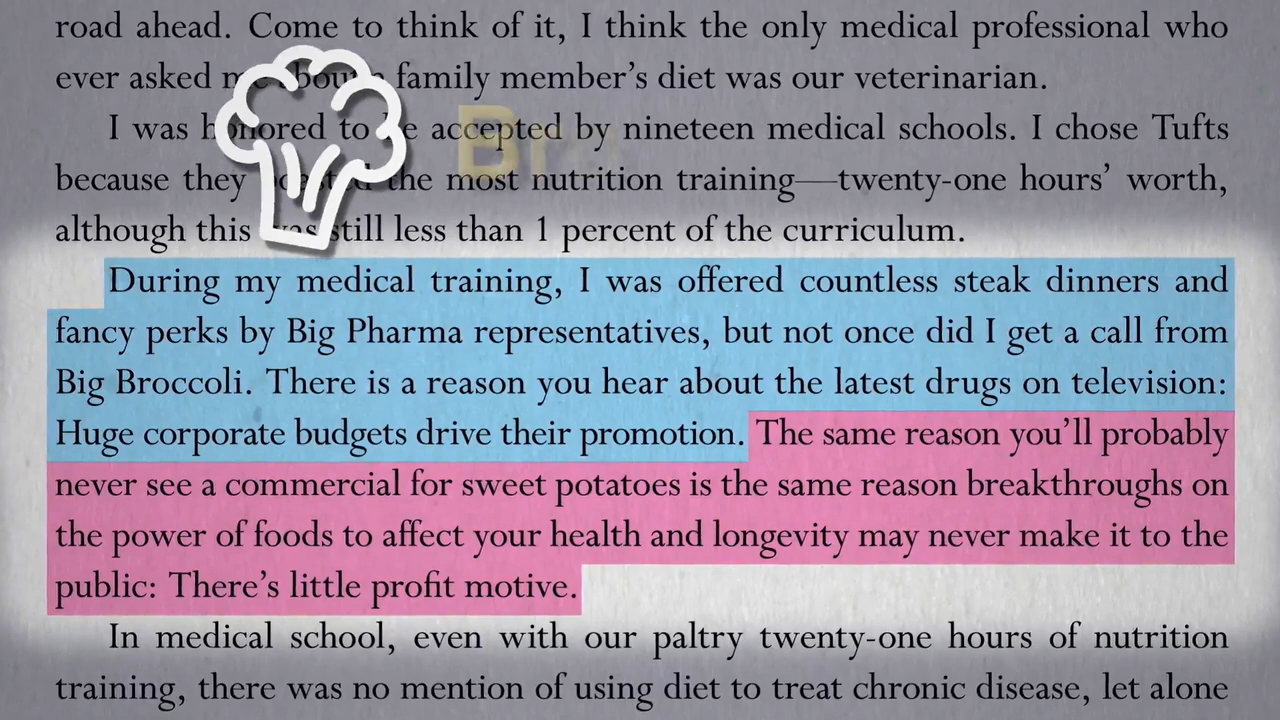 road ahead. Come to think of it, I think the only medical professional who
ever asked me about a family member's diet was our veterinarian.
I was honored to be accepted by nineteen medical schools. I chose Tufts
because they boasted the most nutrition training—twenty-one hours' worth,
although this was still less than 1 percent of the curriculum.
During my medical training, I was offered countless steak dinners and
fancy perks by Big Pharma representatives, but not once did I get a call from
Big Broccoli. There is a reason you hear about the latest drugs on television:
Huge corporate budgets drive their promotion. The same reason you'll probably
never see a commercial for sweet potatoes is the same reason breakthroughs on
the power of foods to affect your health and longevity may never make it to the
public: There's little profit motive.
In medical school, even with our paltry twenty-one hours of nutrition
training, there was no mention of using diet to treat chronic disease, let alone